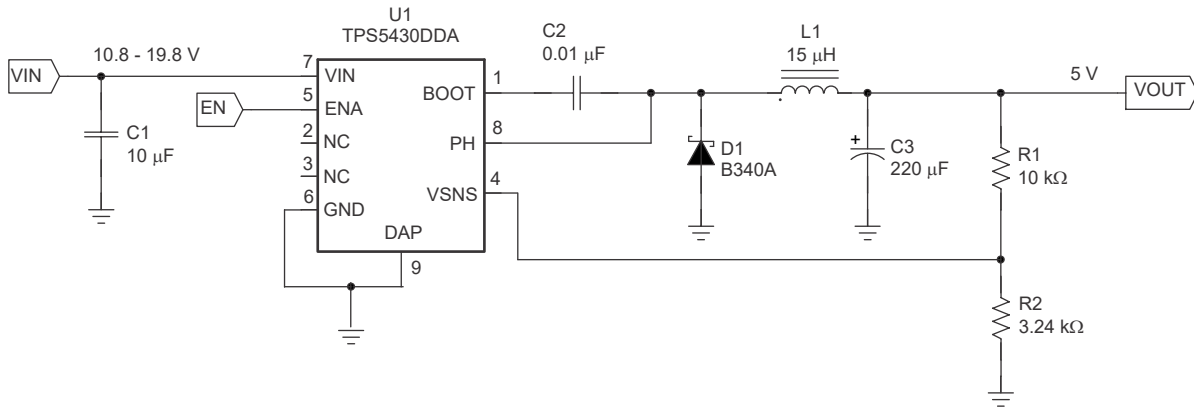 U1
TPS5430DDA
VIN
10.8 - 19.8 V
EN
C1
10 μF
7
5
2
3
6
VIN
ENA
NC
NC
GND
BOOT
PH
VSNS
DAP
1
8
4
9
C2
0.01 μF
L1
15 μH
D1
B340A
+
C3
220 μF
5 V
VOUT
R1
10 kΩ
R2
3.24 kΩ